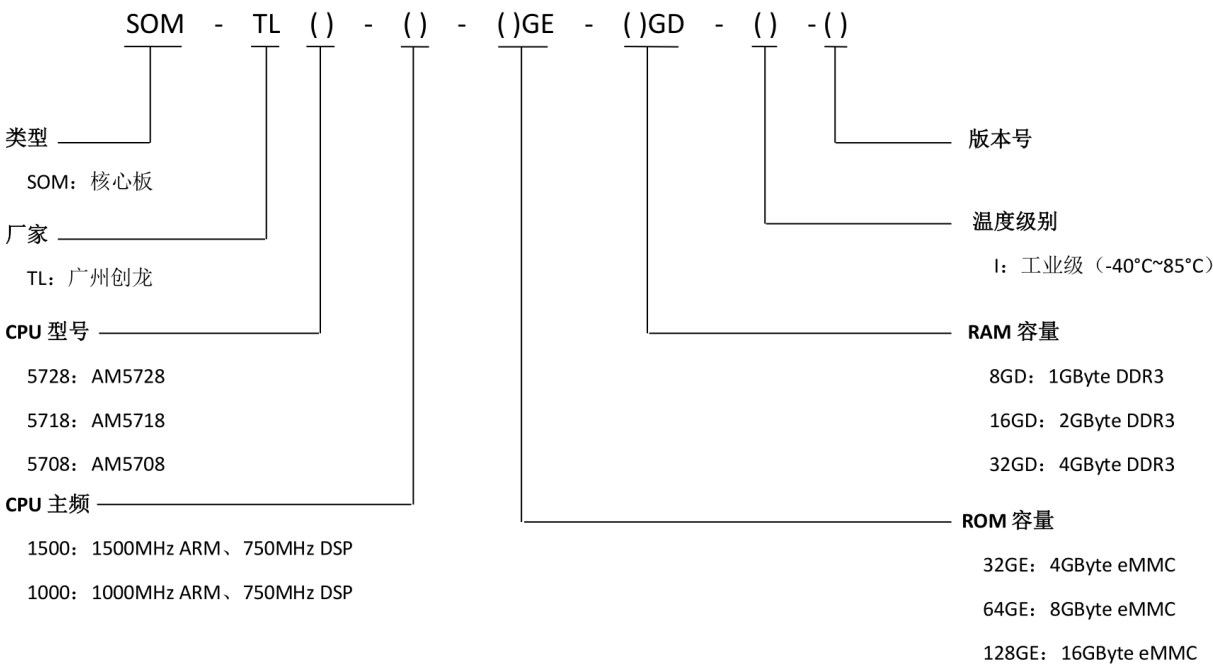 SOM - TL ( ) - ( ) - ( )GE - ( )GD - ( ) - ( )
类型
SOM：核心板
厂家
TL：广州创龙
CPU 型号
5728：AM5728
5718：AM5718
5708：AM5708
CPU 主频
1500：1500MHz ARM、750MHz DSP
1000：1000MHz ARM、750MHz DSP
版本号
温度级别
I：工业级（-40°C~85°C）
RAM 容量
8GD：1GByte DDR3
16GD：2GByte DDR3
32GD：4GByte DDR3
ROM 容量
32GE：4GByte eMMC
64GE：8GByte eMMC
128GE：16GByte eMMC